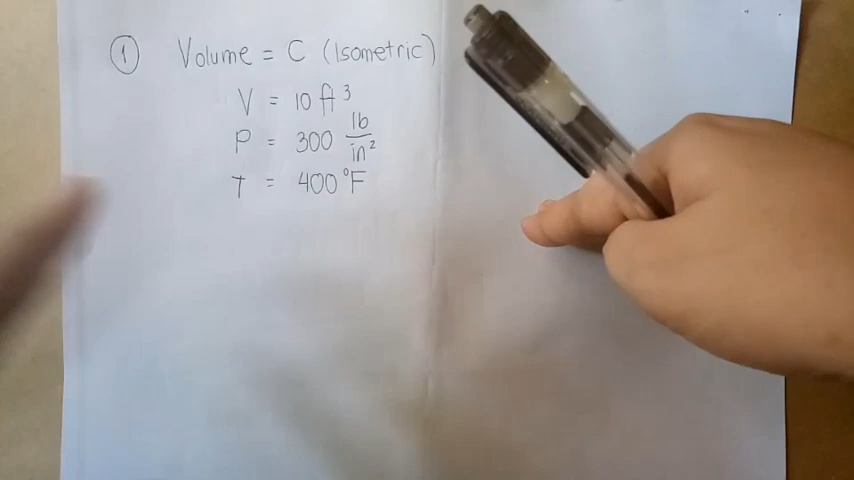 ① Volume = C (Isometric)
V = 10 ft³
P = 300 lb/in²
T = 400°F